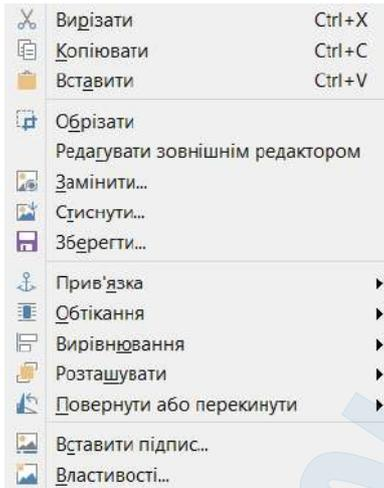 Вирізати Ctrl+X
Копіювати Ctrl+C
Вставити Ctrl+V
Обрізати
Редагувати зовнішнім редактором
Замінити...
Стиснути...
Зберегти...
Прив'язка
Обтікання
Вирівнювання
Розташувати
Повернути або перекинути
Вставити підпис...
Властивості...